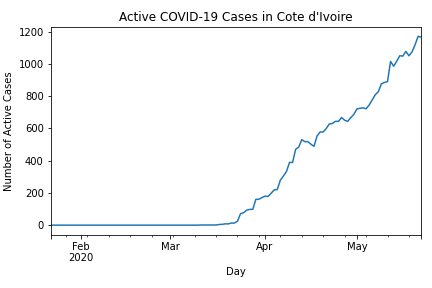 Active COVID-19 Cases in Cote d'Ivoire
1200
1000
800
600
400
200
0
Number of Active Cases
Feb
2020
Mar
Apr
May
Day